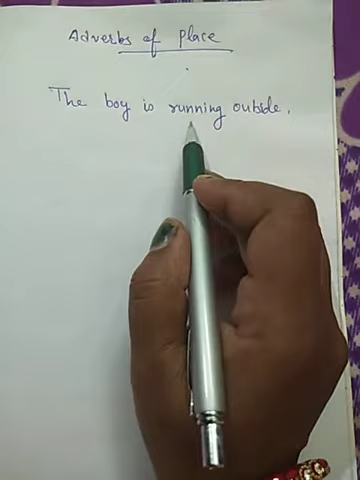 Adverbs of place
The boy is running outside.